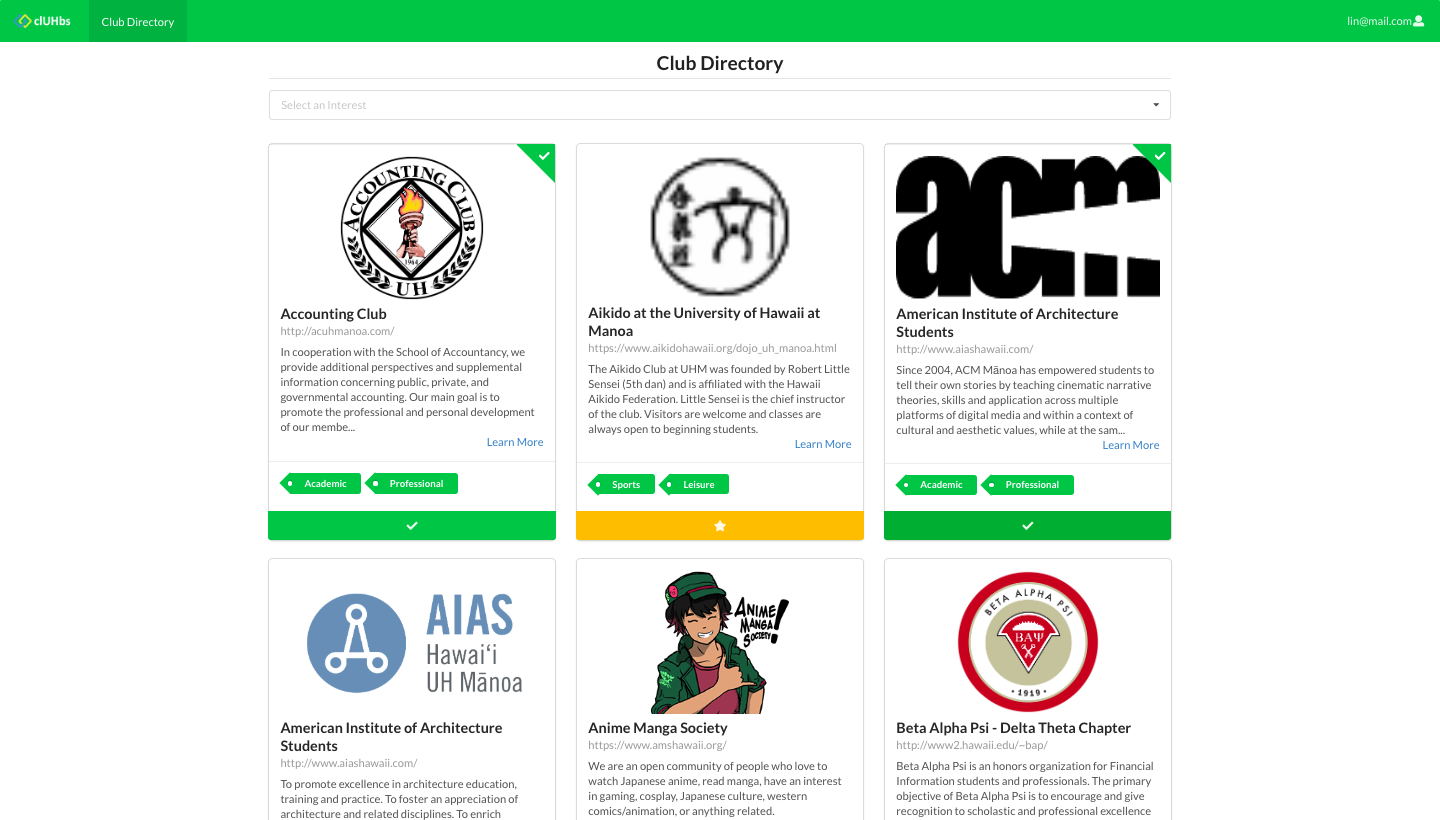 clUHbs
Club Directory
lin@mail.com
Club Directory
Select an Interest
ACCOUNTING CLUB
1964
UH
Accounting Club
http://acuhmanoa.com/
In cooperation with the School of Accountancy, we
provide additional perspectives and supplemental
information concerning public, private, and
governmental accounting. Our main goal is to
promote the professional and personal development
of our membe...
Learn More
Academic
Professional
Aikido at the University of Hawaii at
Manoa
https://www.aikidohawaii.org/dojo_uh_manoa.html
The Aikido Club at UHM was founded by Robert Little
Sensei (5th dan) and is affiliated with the Hawaii
Aikido Federation. Little Sensei is the chief instructor
of the club. Visitors are welcome and classes are
always open to beginning students.
Learn More
Sports
Leisure
acm
American Institute of Architecture
Students
http://www.aiashawaii.com/
Since 2004, ACM Mānoa has empowered students to
tell their own stories by teaching cinematic narrative
theories, skills and application across multiple
platforms of digital media and within a context of
cultural and aesthetic values, while at the sam...
Learn More
Academic
Professional
AIAS
Hawaiʻi
UH Mānoa
American Institute of Architecture
Students
http://www.aiashawaii.com/
To promote excellence in architecture education,
training and practice. To foster an appreciation of
architecture and related disciplines. To enrich
ANIME
MANGA
SOCIETY!
Anime Manga Society
https://www.amshawaii.org/
We are an open community of people who love to
watch Japanese anime, read manga, have an interest
in gaming, cosplay, Japanese culture, western
comics/animation, or anything related.
BETA ALPHA PSI
ΒΑΨ
· 1919 ·
Beta Alpha Psi - Delta Theta Chapter
http://www2.hawaii.edu/~bap/
Beta Alpha Psi is an honors organization for Financial
Information students and professionals. The primary
objective of Beta Alpha Psi is to encourage and give
recognition to scholastic and professional excellence